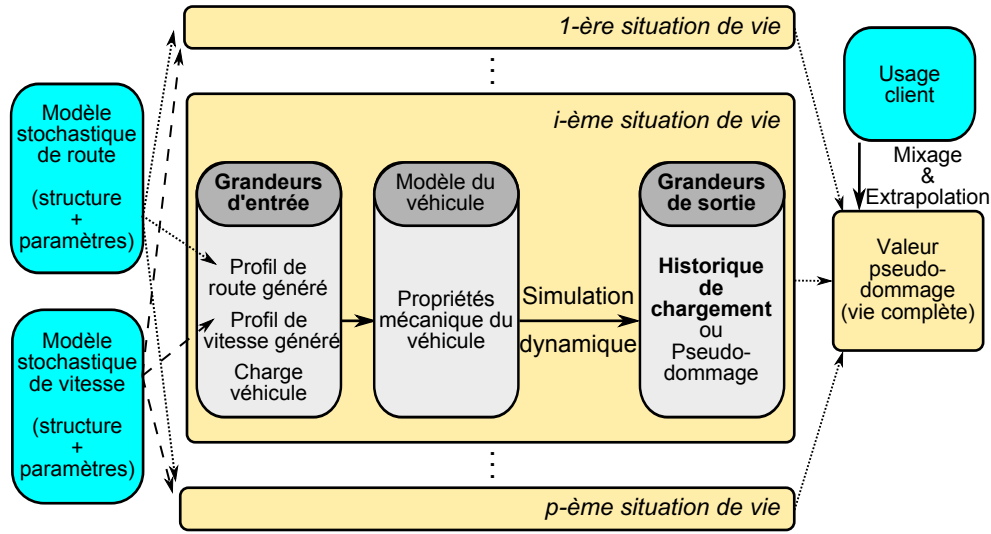 1-ère situation de vie
Modèle
stochastique
de route
(structure
+
paramètres)
Modèle
stochastique
de vitesse
(structure
+
paramètres)
i-ème situation de vie
Grandeurs
d'entrée
Profil de
route généré
Profil de
vitesse généré
Charge
véhicule
Modèle du
véhicule
Propriétés
mécanique du
véhicule
Simulation
dynamique
Grandeurs
de sortie
Historique
de
chargement
ou
Pseudo-
dommage
p-ème situation de vie
Usage
client
Mixage
&
Extrapolation
Valeur
pseudo-
dommage
(vie complète)